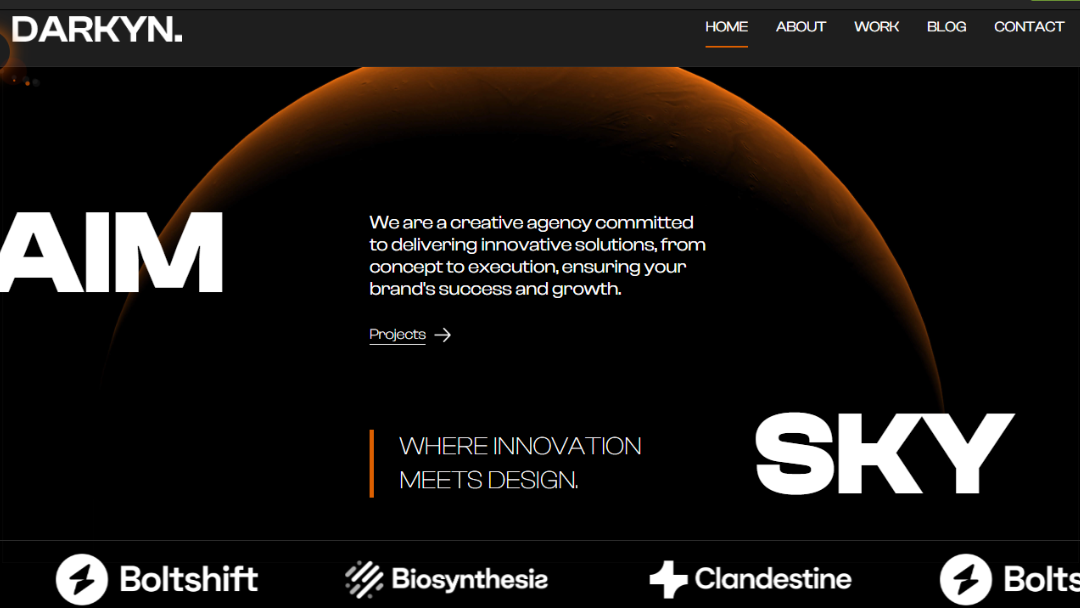 DARKYN.
HOME ABOUT WORK BLOG CONTACT
AIM
We are a creative agency committed
to delivering innovative solutions, from
concept to execution, ensuring your
brand's success and growth.
Projects
WHERE INNOVATION
MEETS DESIGN.
SKY
Boltshift Biosynthesis Clandestine Bolts